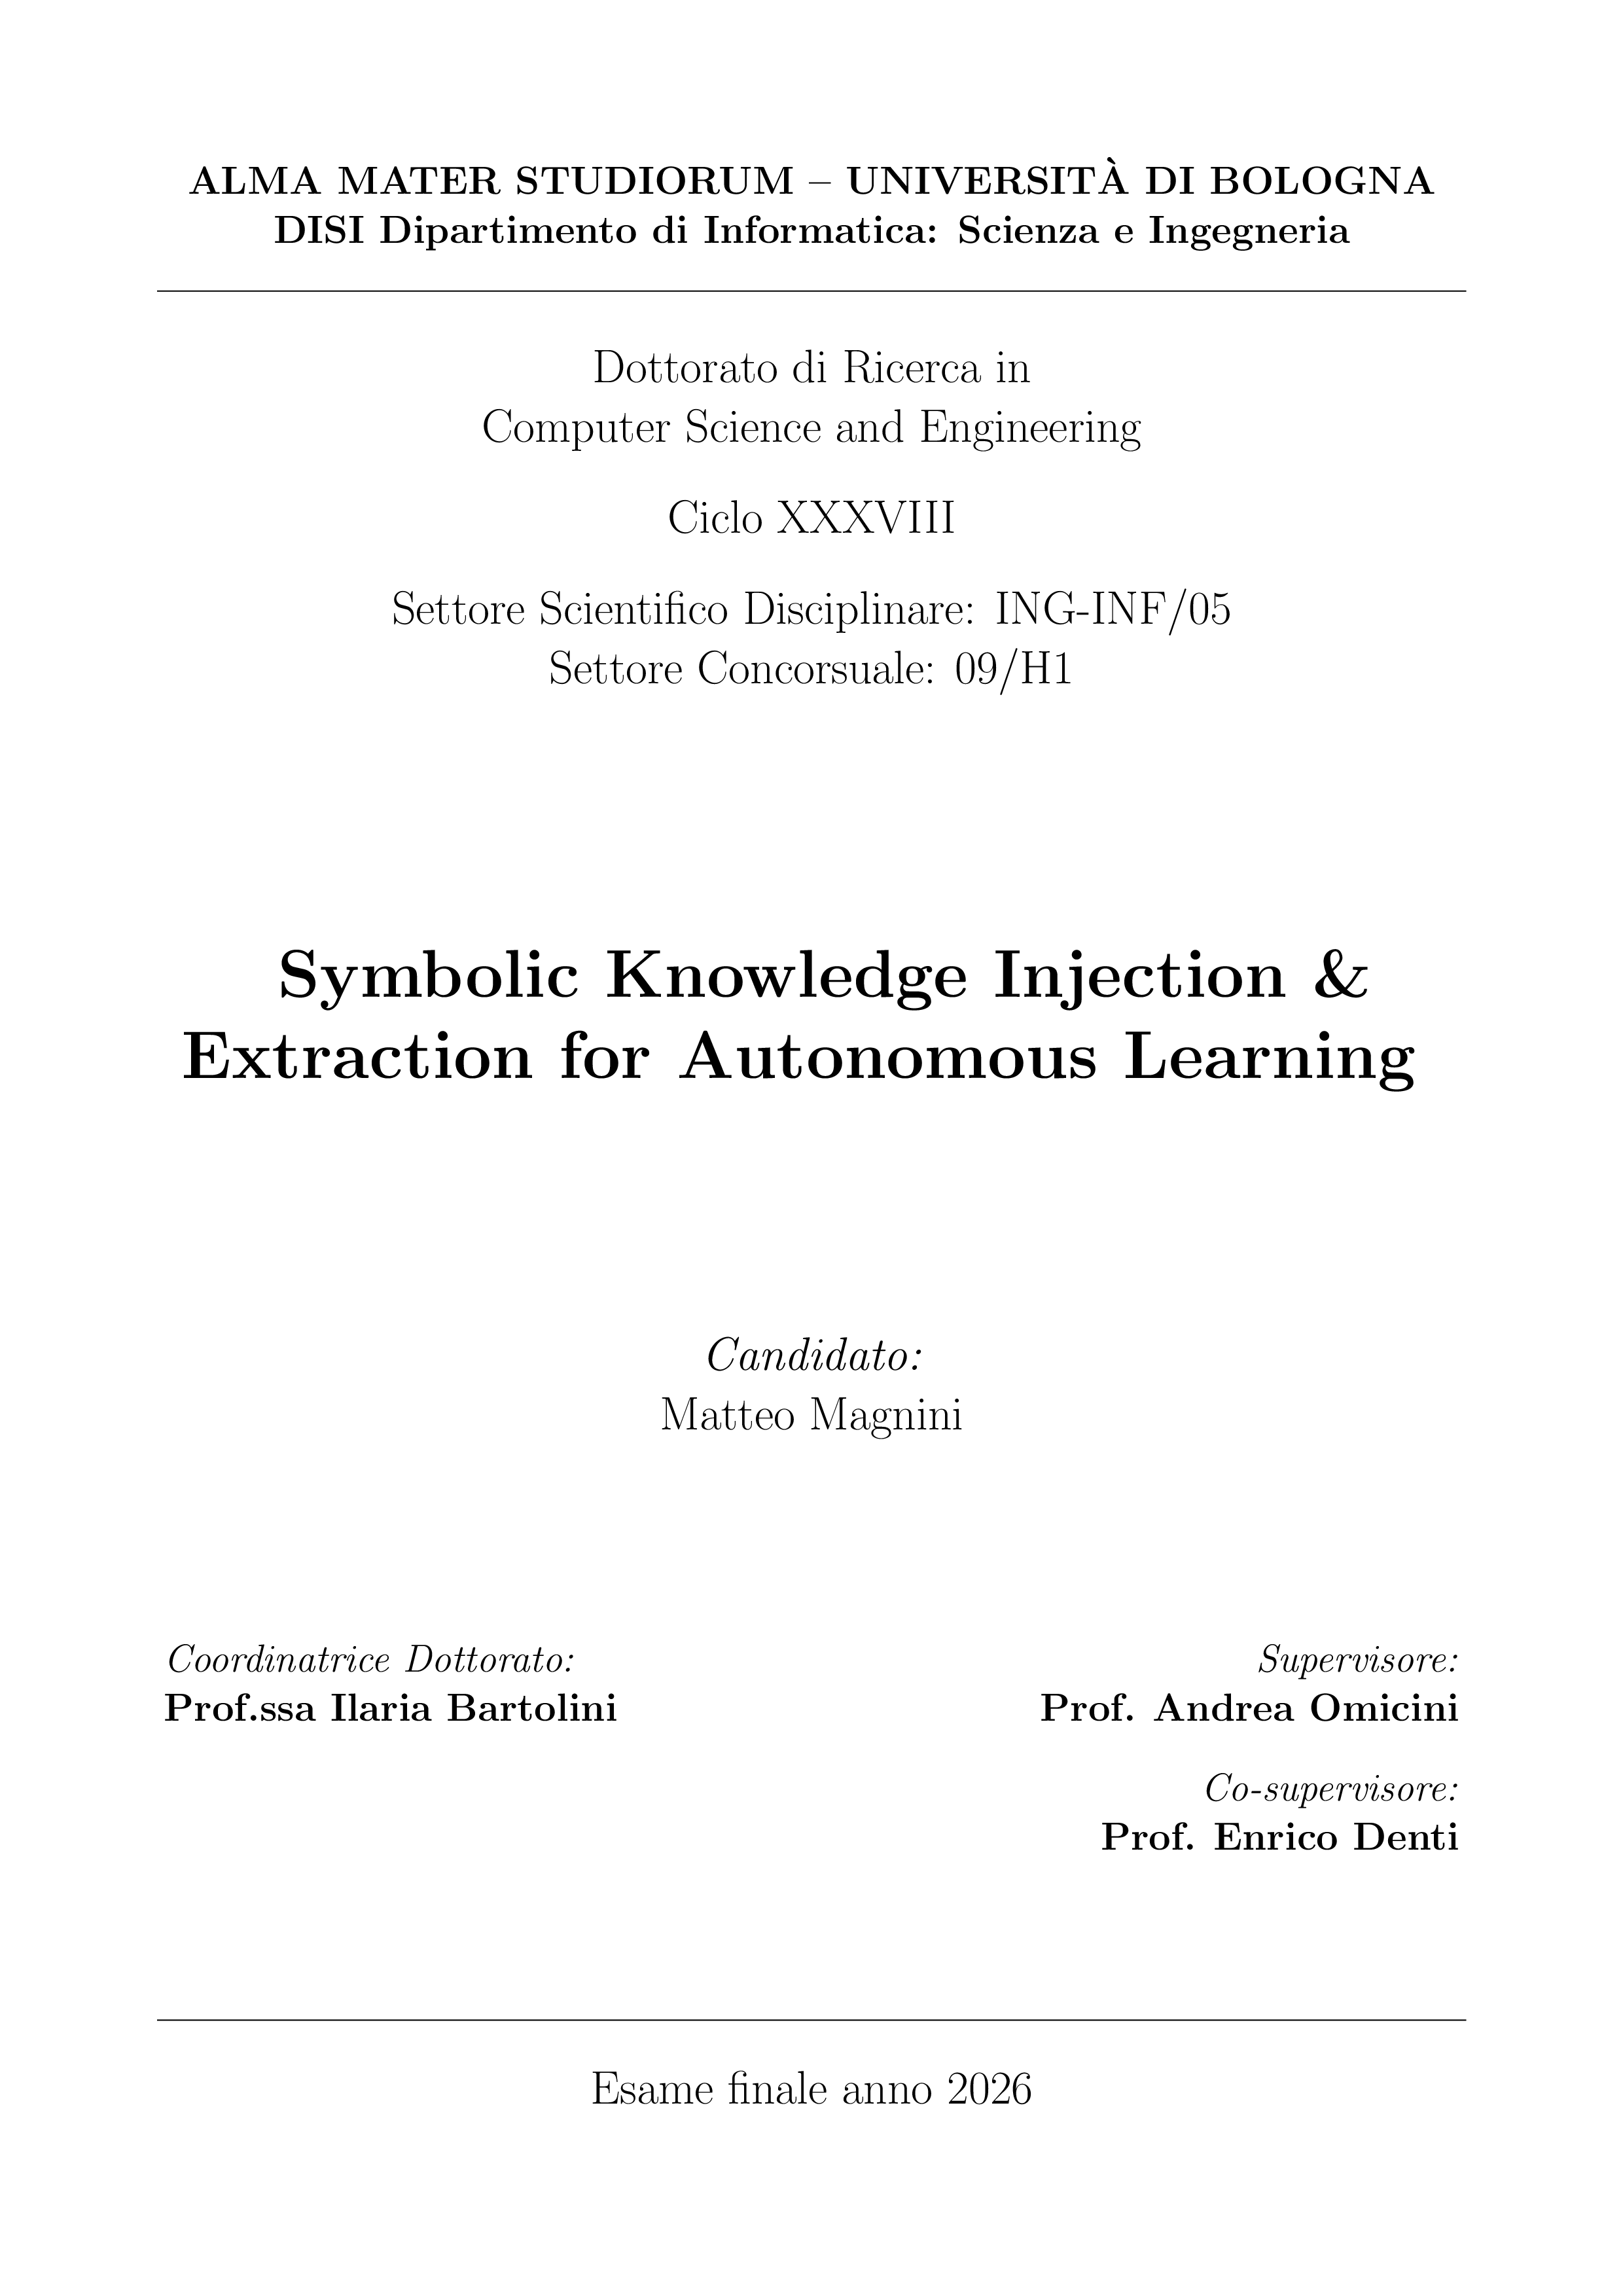 ALMA MATER STUDIORUM – UNIVERSITÀ DI BOLOGNA
DISI Dipartimento di Informatica: Scienza e Ingegneria
Dottorato di Ricerca in
Computer Science and Engineering
Ciclo XXXVIII
Settore Scientifico Disciplinare: ING-INF/05
Settore Concorsuale: 09/H1
Symbolic Knowledge Injection &
Extraction for Autonomous Learning
Candidato:
Matteo Magnini
Coordinatrice Dottorato:
Prof.ssa Ilaria Bartolini
Supervisore:
Prof. Andrea Omicini
Co-supervisore:
Prof. Enrico Denti
Esame finale anno 2026